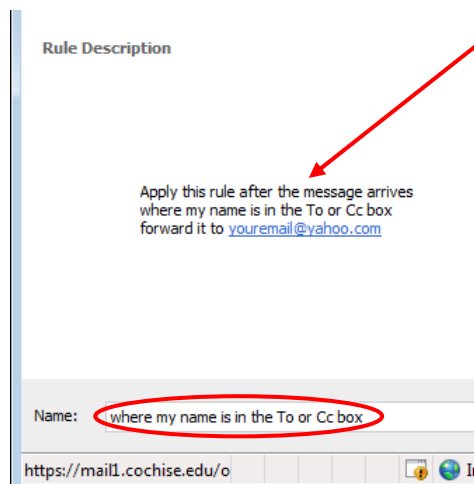 Rule Description
Apply this rule after the message arrives
where my name is in the To or Cc box
forward it to youremail@yahoo.com
Name: where my name is in the To or Cc box
https://mail1.cochise.edu/o